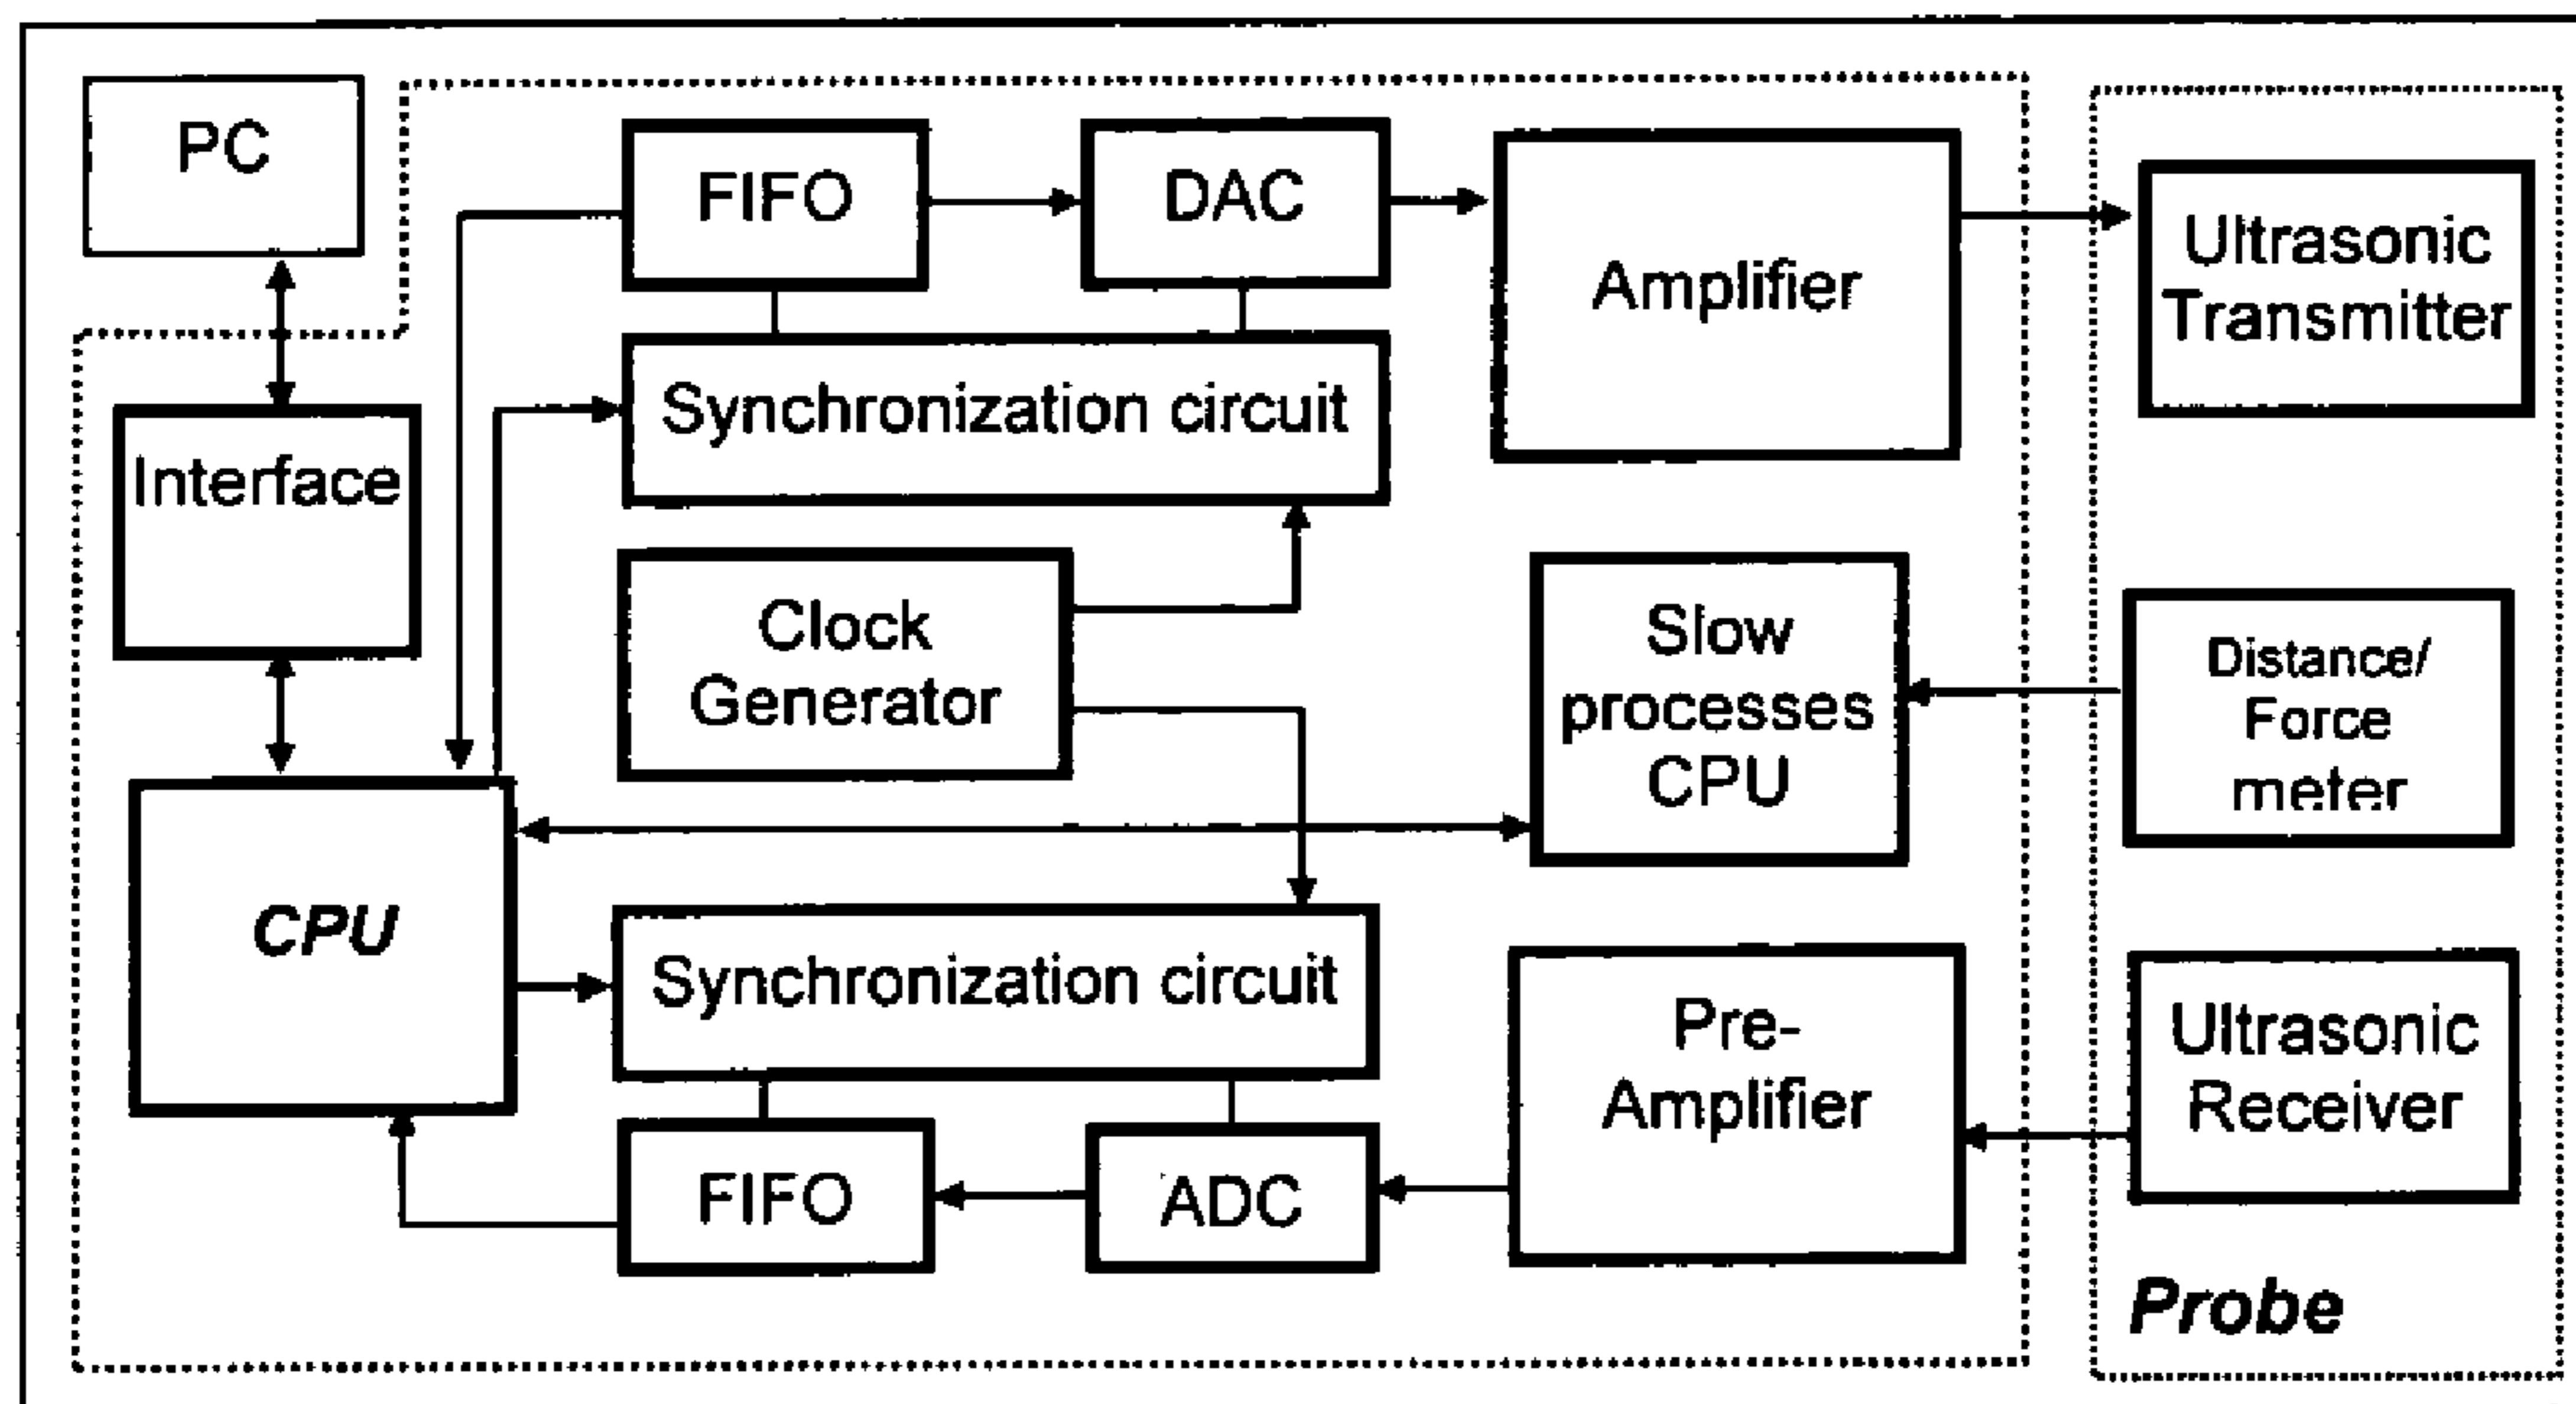 PC
FIFO
DAC
Amplifier
Ultrasonic
Transmitter
Synchronization circuit
Interface
Clock
Generator
Slow
processes
CPU
Distance/
Force
meter
CPU
Synchronization circuit
Pre-
Amplifier
Ultrasonic
Receiver
FIFO
ADC
Probe